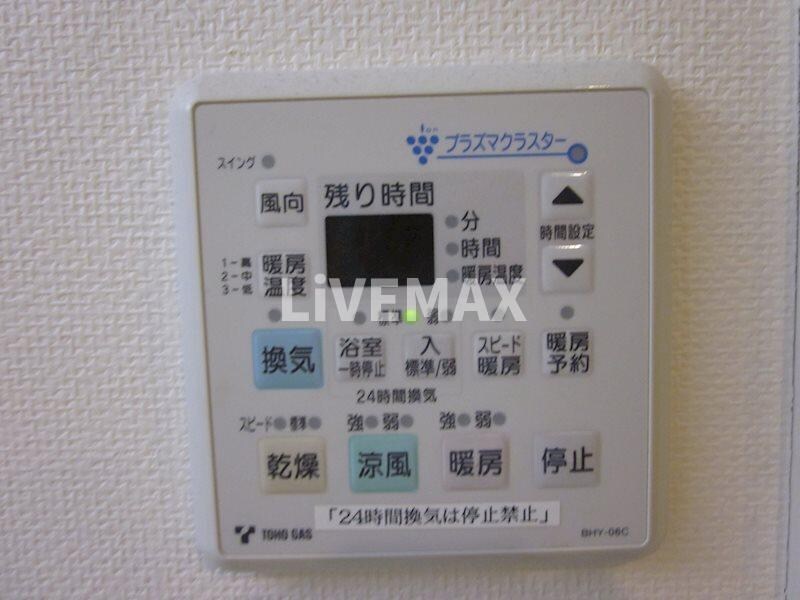 ion
プラズマクラスター
スイング
風向
残り時間
分
時間
暖房温度
時間設定
1－高
2－中
3－低
暖房
温度
LiVEMAX
標準 弱
換気
浴室
一時停止
入
標準/弱
スピード
暖房
暖房
予約
24時間換気
スピード 標準
強 弱
強 弱
乾燥
涼風
暖房
停止
「24時間換気は停止禁止」
TOHO GAS
BHY-06C